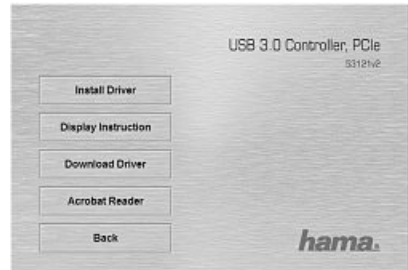 USB 3.0 Controller, PCIe
53121v2
Install Driver
Display Instruction
Download Driver
Acrobat Reader
Back
hama.